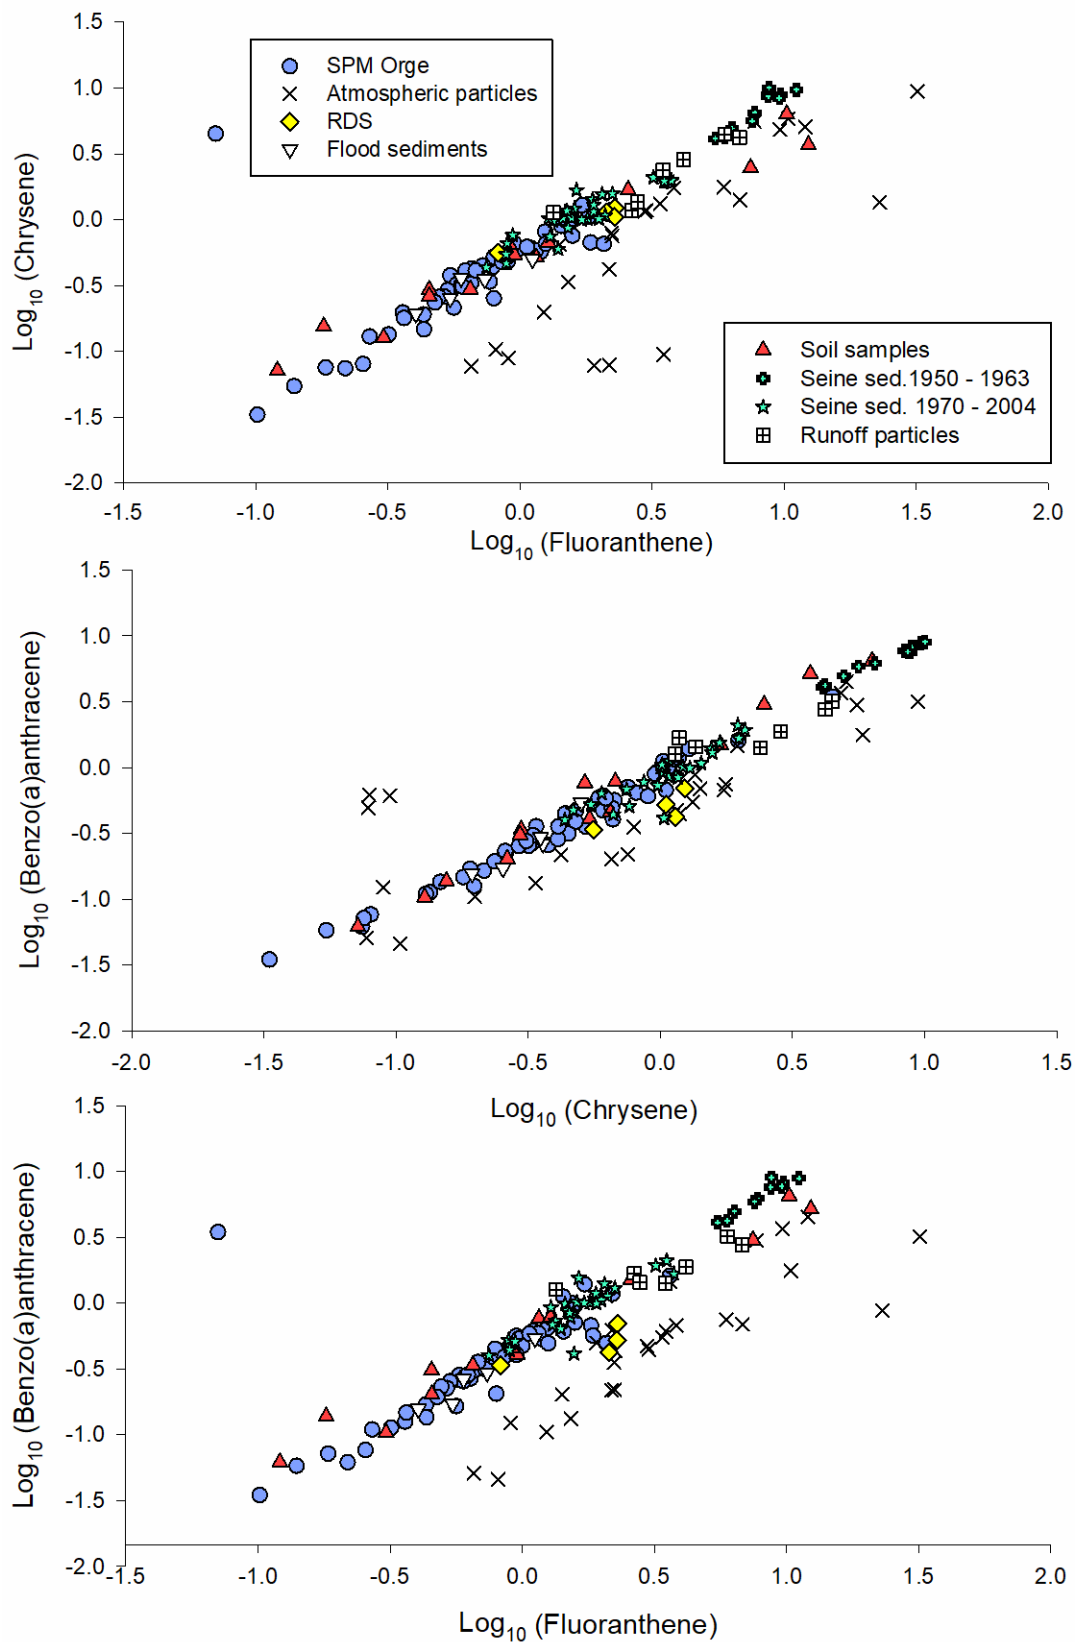 1.5
1.0
0.5
0.0
-0.5
-1.0
-1.5
-2.0
Log10 (Chrysene)
SPM Orge
Atmospheric particles
RDS
Flood sediments
Soil samples
Seine sed.1950 - 1963
Seine sed. 1970 - 2004
Runoff particles
-1.5 -1.0 -0.5 0.0 0.5 1.0 1.5 2.0
Log10 (Fluoranthene)
1.5
1.0
0.5
0.0
-0.5
-1.0
-1.5
-2.0
Log10 (Benzo(a)anthracene)
-2.0 -1.5 -1.0 -0.5 0.0 0.5 1.0 1.5
Log10 (Chrysene)
1.5
1.0
0.5
0.0
-0.5
-1.0
-1.5
-2.0
Log10 (Benzo(a)anthracene)
-1.5 -1.0 -0.5 0.0 0.5 1.0 1.5 2.0
Log10 (Fluoranthene)